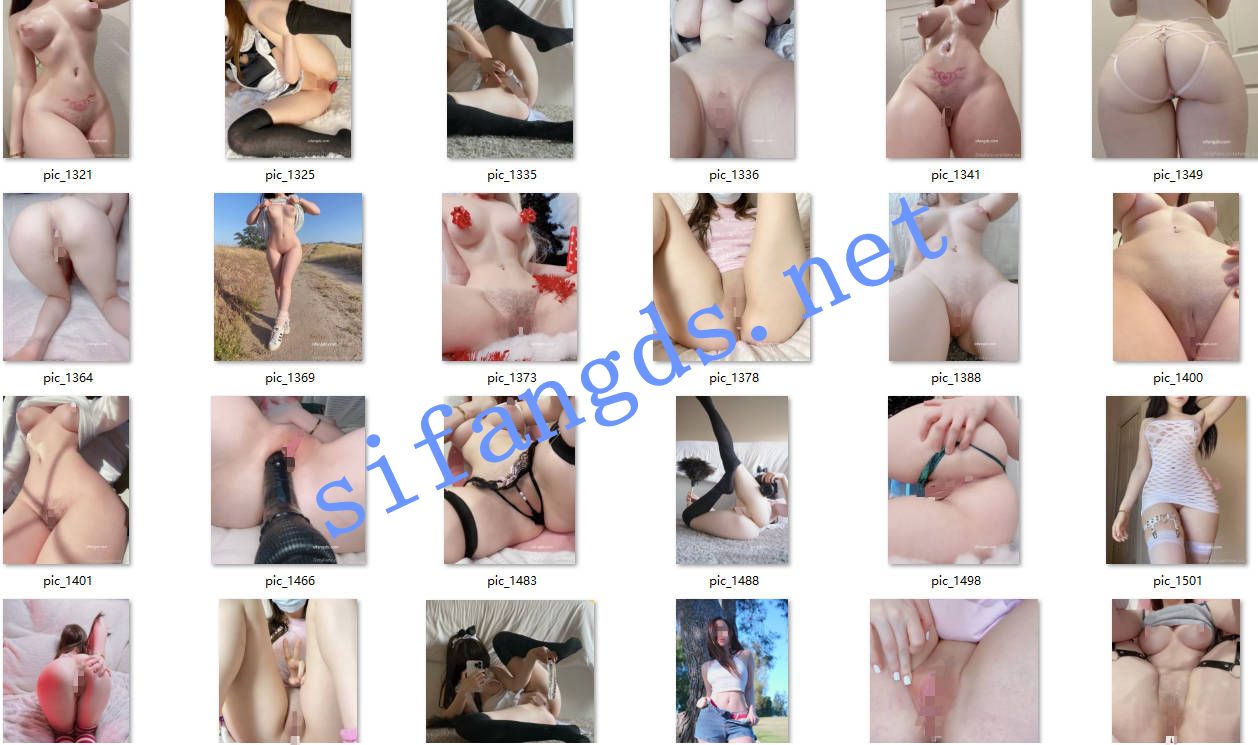 pic_1321 pic_1325 pic_1335 pic_1336 pic_1341 pic_1349
pic_1364 pic_1369 pic_1373 pic_1378 pic_1388 pic_1400
sifangds.net
pic_1401 pic_1466 pic_1483 pic_1488 pic_1498 pic_1501